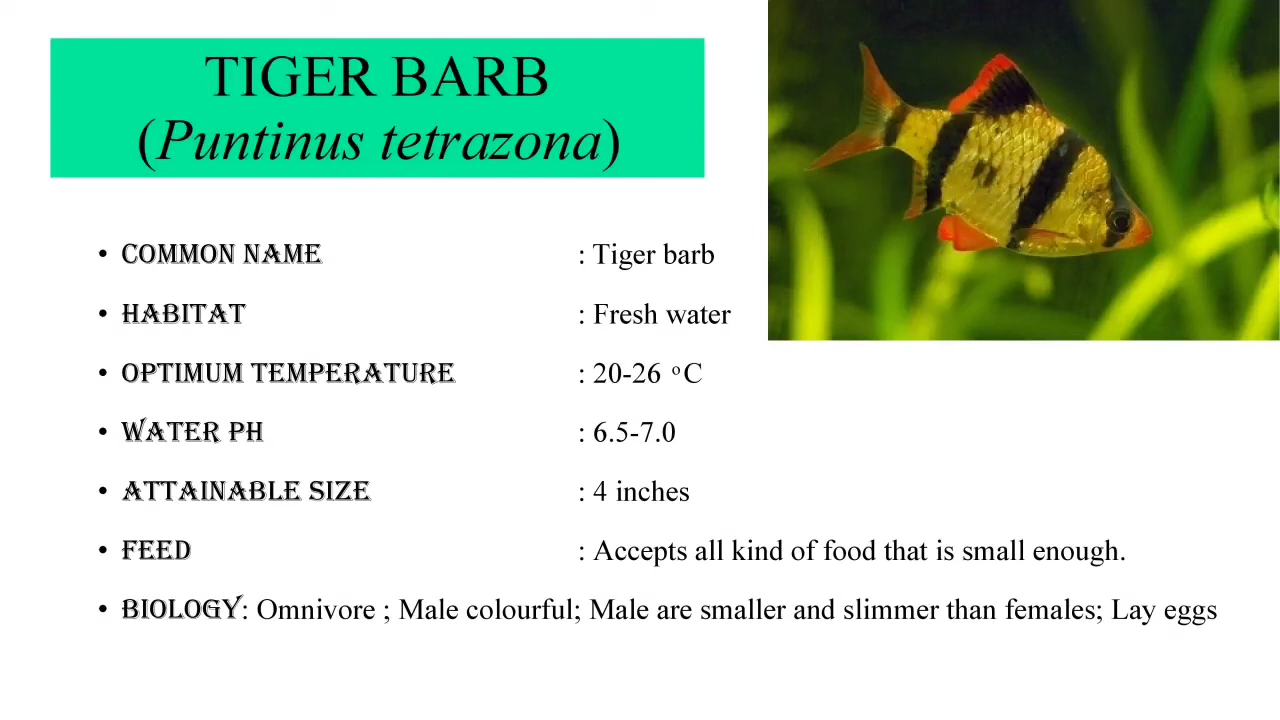 TIGER BARB
(Puntinus tetrazona)
• COMMON NAME : Tiger barb
• HABITAT : Fresh water
• OPTIMUM TEMPERATURE : 20-26 ºC
• WATER PH : 6.5-7.0
• ATTAINABLE SIZE : 4 inches
• FEED : Accepts all kind of food that is small enough.
• BIOLOGY: Omnivore ; Male colourful; Male are smaller and slimmer than females; Lay eggs